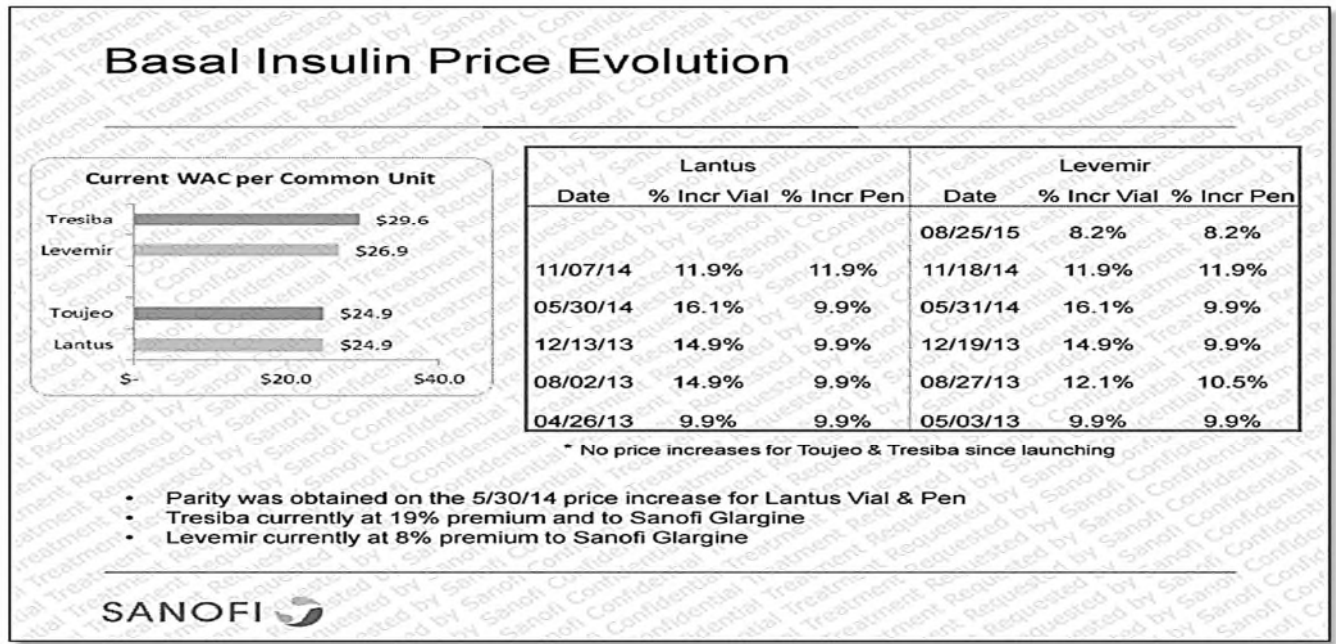 Basal Insulin Price Evolution
Current WAC per Common Unit
Tresiba $29.6
Levemir $26.9
Toujeo $24.9
Lantus $24.9
$- $20.0 $40.0
Lantus Levemir
Date % Incr Vial % Incr Pen Date % Incr Vial % Incr Pen
08/25/15 8.2% 8.2%
11/07/14 11.9% 11.9% 11/18/14 11.9% 11.9%
05/30/14 16.1% 9.9% 05/31/14 16.1% 9.9%
12/13/13 14.9% 9.9% 12/19/13 14.9% 9.9%
08/02/13 14.9% 9.9% 08/27/13 12.1% 10.5%
04/26/13 9.9% 9.9% 05/03/13 9.9% 9.9%
* No price increases for Toujeo & Tresiba since launching
• Parity was obtained on the 5/30/14 price increase for Lantus Vial & Pen
• Tresiba currently at 19% premium and to Sanofi Glargine
• Levemir currently at 8% premium to Sanofi Glargine
SANOFI
Confidential Treatment Requested by Sanofi